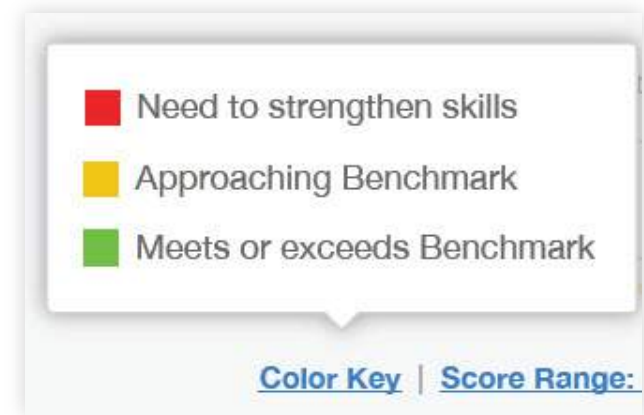 Need to strengthen skills
Approaching Benchmark
Meets or exceeds Benchmark
Color Key | Score Range: